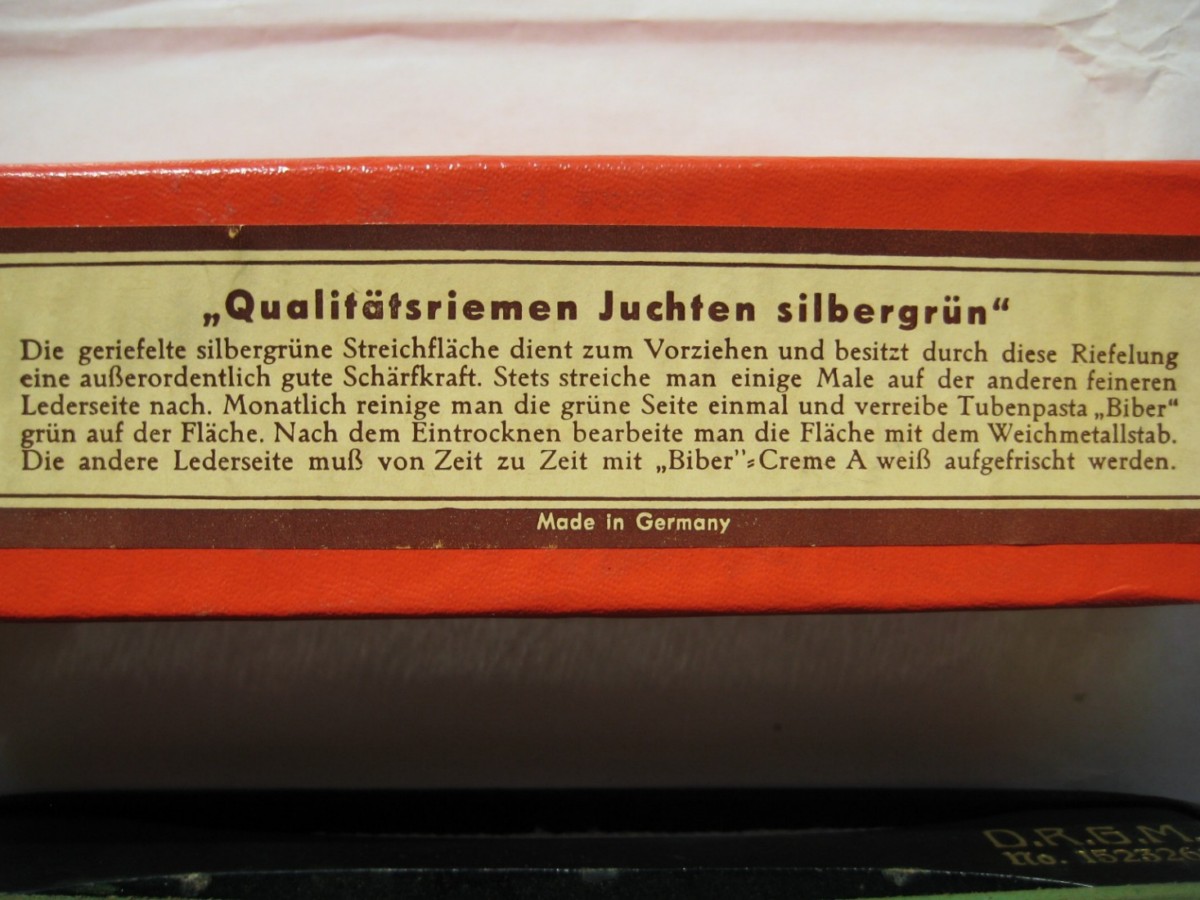 „Qualitätsriemen Juchten silbergrün“
Die geriefelte silbergrüne Streichfläche dient zum Vorziehen und besitzt durch diese Riefelung
eine außerordentlich gute Schärfkraft. Stets streiche man einige Male auf der anderen feineren
Lederseite nach. Monatlich reinige man die grüne Seite einmal und verreibe Tubenpasta „Biber“
grün auf der Fläche. Nach dem Eintrocknen bearbeite man die Fläche mit dem Weichmetallstab.
Die andere Lederseite muß von Zeit zu Zeit mit „Biber”=Creme A weiß aufgefrischt werden.
Made in Germany
D.R.G.M.
No.